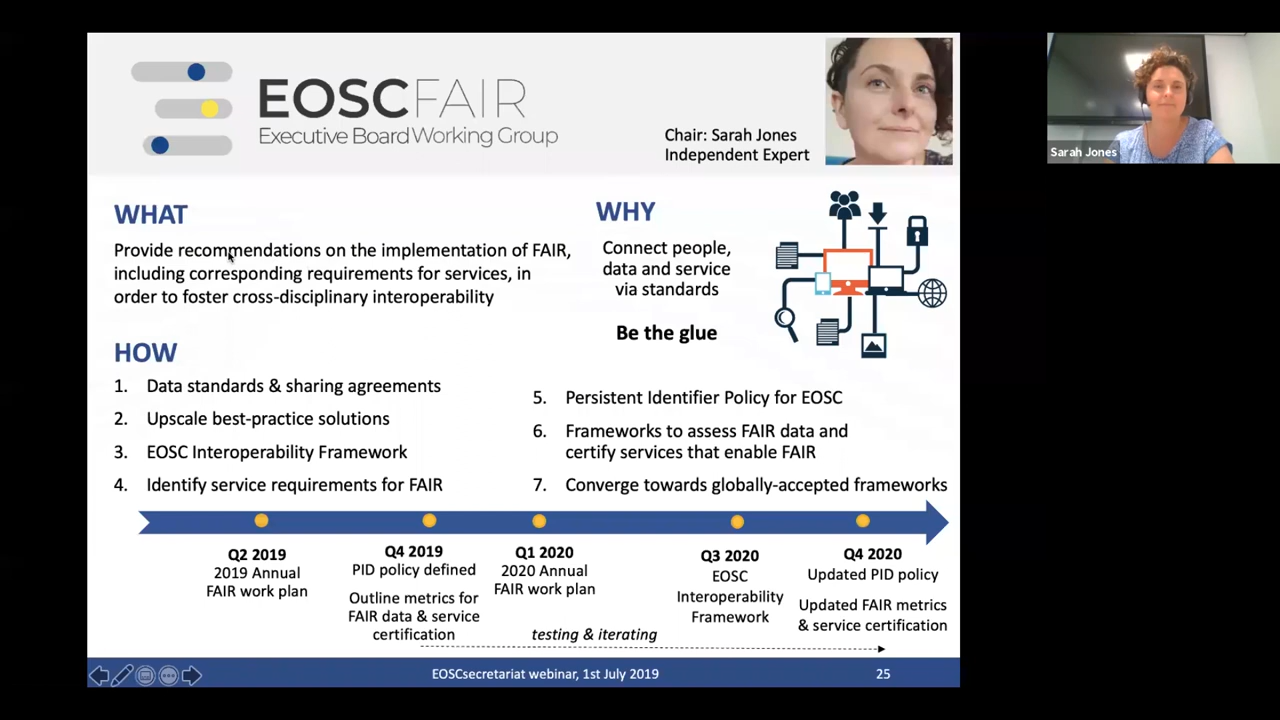 EOSCFAIR
Executive Board Working Group
Chair: Sarah Jones
Independent Expert
Sarah Jones
WHAT
Provide recommendations on the implementation of FAIR,
including corresponding requirements for services, in
order to foster cross-disciplinary interoperability
WHY
Connect people,
data and service
via standards
Be the glue
HOW
1. Data standards & sharing agreements
2. Upscale best-practice solutions
3. EOSC Interoperability Framework
4. Identify service requirements for FAIR
5. Persistent Identifier Policy for EOSC
6. Frameworks to assess FAIR data and
certify services that enable FAIR
7. Converge towards globally-accepted frameworks
Q2 2019
2019 Annual
FAIR work plan
Q4 2019
PID policy defined
Outline metrics for
FAIR data & service
certification
Q1 2020
2020 Annual
FAIR work plan
testing & iterating
Q3 2020
EOSC
Interoperability
Framework
Q4 2020
Updated PID policy
Updated FAIR metrics
& service certification
EOSCsecretariat webinar, 1st July 2019
25